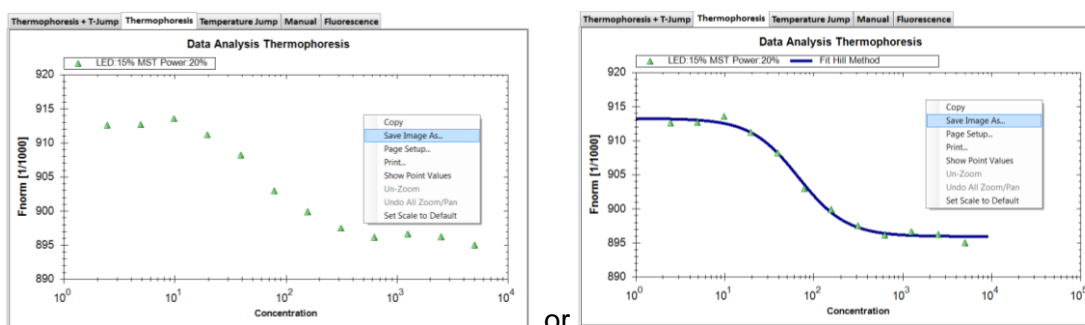 Thermophoresis + T-Jump Thermophoresis Temperature Jump Manual Fluorescence
Data Analysis Thermophoresis
LED:15% MST Power:20%
Fnorm [1/1000]
920
915
910
905
900
895
890
10^0 10^1 10^2 10^3 10^4
Concentration
Copy
Save Image As...
Page Setup...
Print...
Show Point Values
Un-Zoom
Undo All Zoom/Pan
Set Scale to Default
or
Thermophoresis + T-Jump Thermophoresis Temperature Jump Manual Fluorescence
Data Analysis Thermophoresis
LED:15% MST Power:20% Fit Hill Method
Fnorm [1/1000]
920
915
910
905
900
895
890
10^0 10^1 10^2 10^3 10^4 10^5
Concentration
Copy
Save Image As...
Page Setup...
Print...
Show Point Values
Un-Zoom
Undo All Zoom/Pan
Set Scale to Default